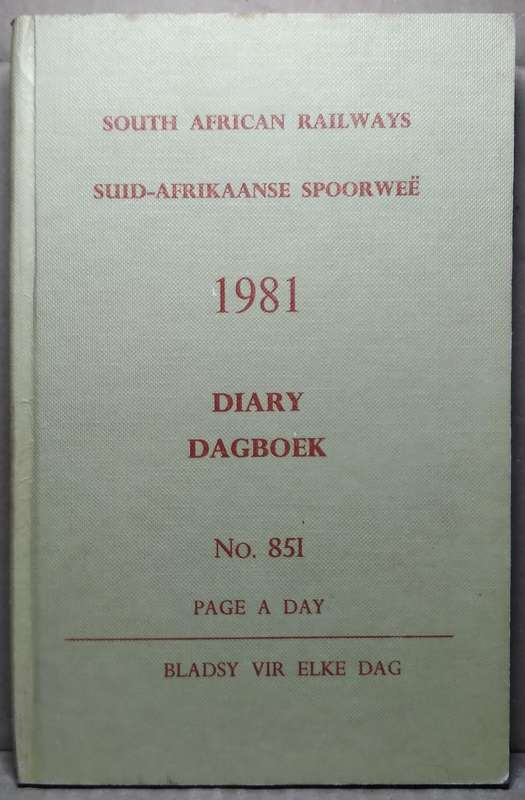 SOUTH AFRICAN RAILWAYS
SUID-AFRIKAANSE SPOORWEË
1981
DIARY
DAGBOEK
No. 851
PAGE A DAY
BLADSY VIR ELKE DAG